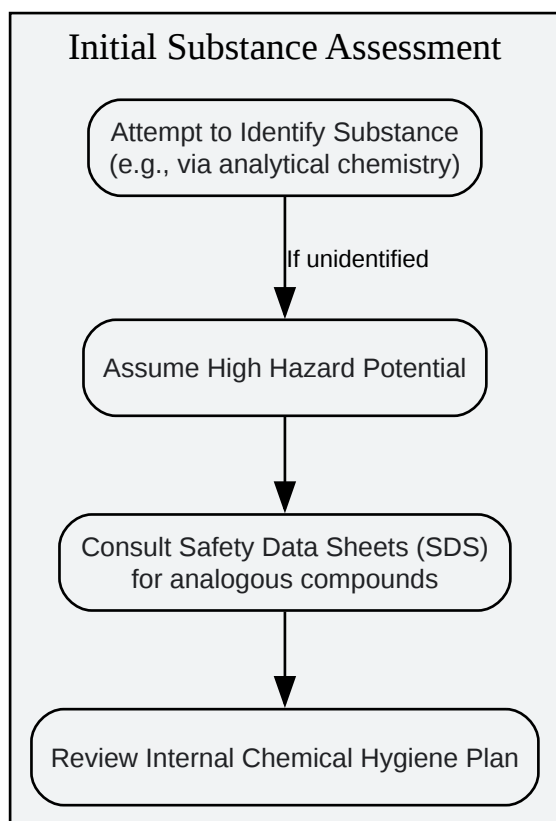 Initial Substance Assessment
Attempt to Identify Substance
(e.g., via analytical chemistry)
If unidentified
Assume High Hazard Potential
Consult Safety Data Sheets (SDS)
for analogous compounds
Review Internal Chemical Hygiene Plan